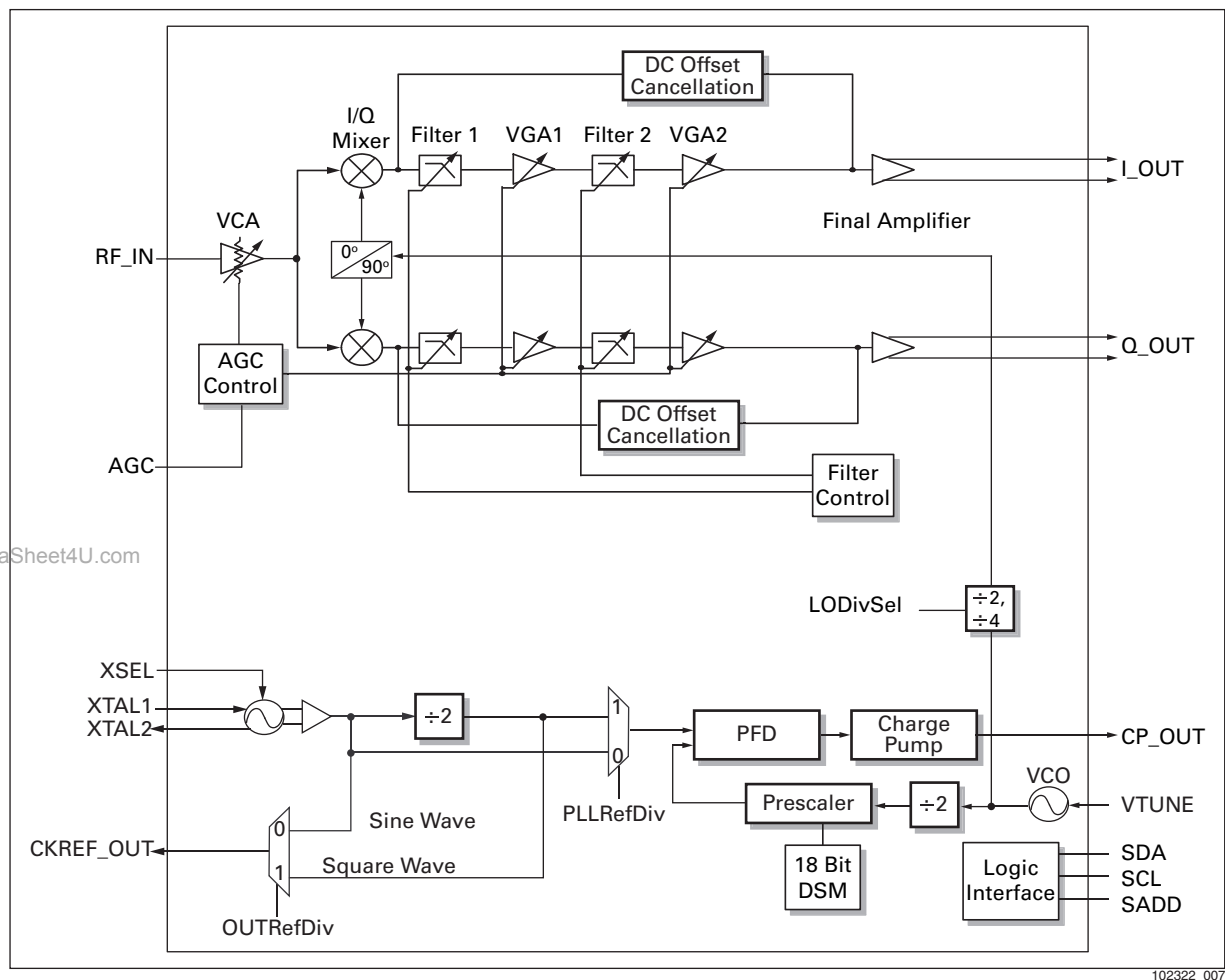 DC Offset
Cancellation
I/Q
Mixer
Filter 1
VGA1
Filter 2
VGA2
I_OUT
VCA
Final Amplifier
RF_IN
0°
90°
Q_OUT
AGC
Control
DC Offset
Cancellation
AGC
Filter
Control
aSheet4U.com
LODivSel
÷2,
÷4
XSEL
XTAL1
XTAL2
÷2
1
0
PFD
Charge
Pump
CP_OUT
VCO
PLLRefDiv
Prescaler
÷2
VTUNE
0
Sine Wave
CKREF_OUT
1
Square Wave
18 Bit
DSM
Logic
Interface
SDA
SCL
SADD
OUTRefDiv
102322_007